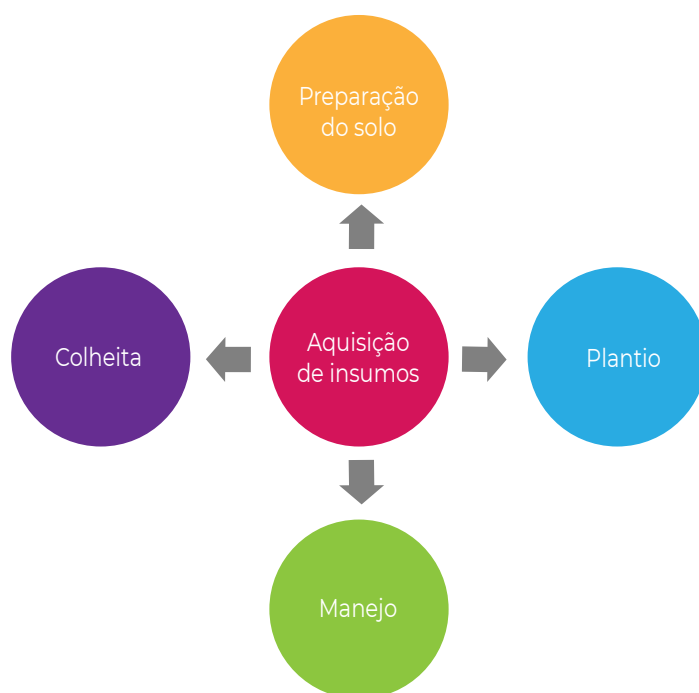 Preparação
do solo
Colheita
Aquisição
de insumos
Plantio
Manejo